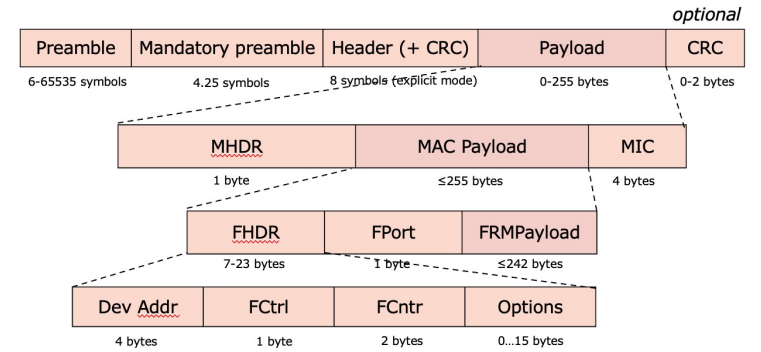 optional
Preamble Mandatory preamble Header (+ CRC) Payload CRC
6-65535 symbols 4.25 symbols 8 symbols (explicit mode) 0-255 bytes 0-2 bytes
MHDR MAC Payload MIC
1 byte ≤255 bytes 4 bytes
FHDR FPort FRMPayload
7-23 bytes 1 byte ≤242 bytes
Dev Addr FCtrl FCntr Options
4 bytes 1 byte 2 bytes 0...15 bytes